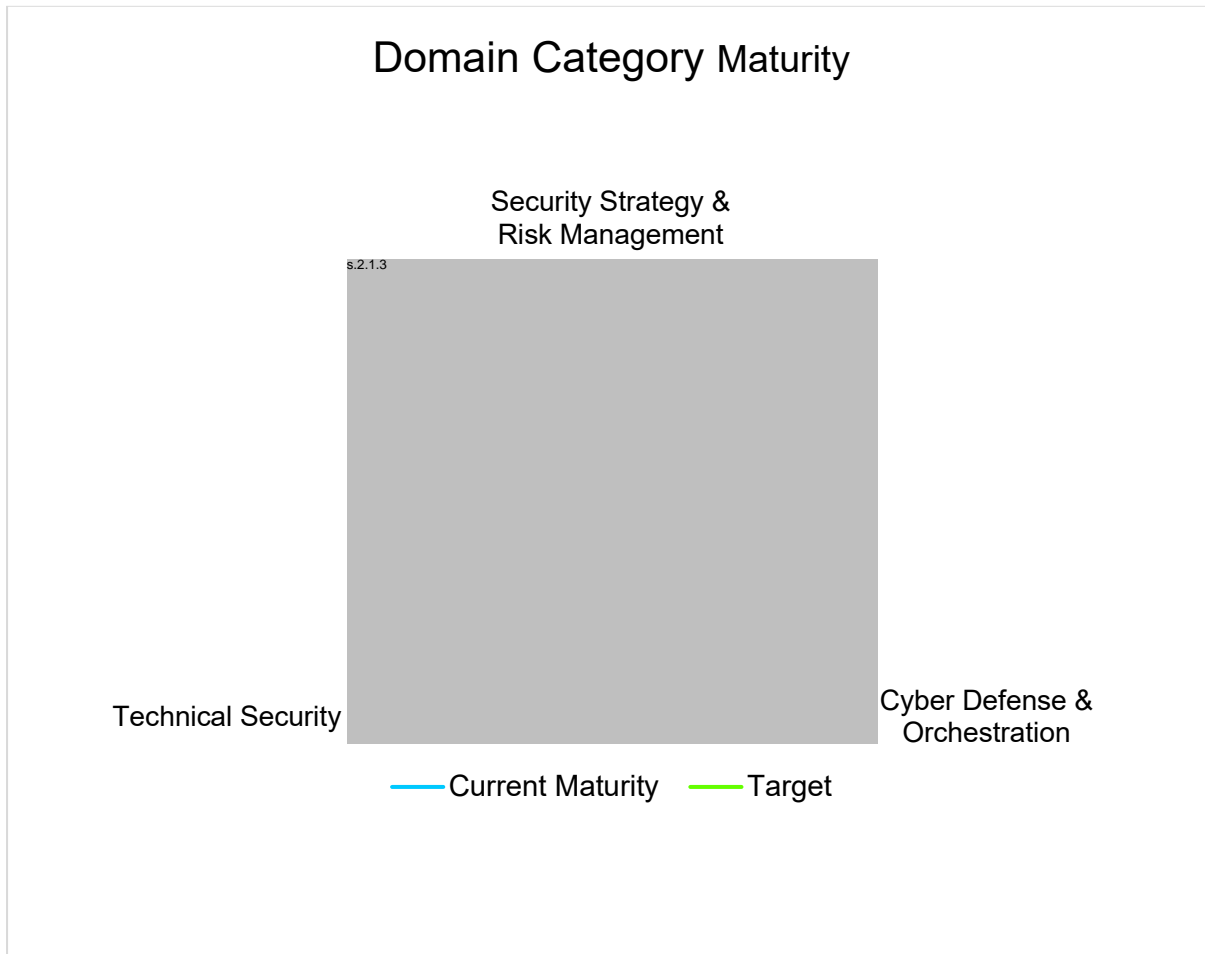 Domain Category Maturity
Security Strategy &
Risk Management
s.2.1.3
Technical Security
Cyber Defense &
Orchestration
Current Maturity
Target